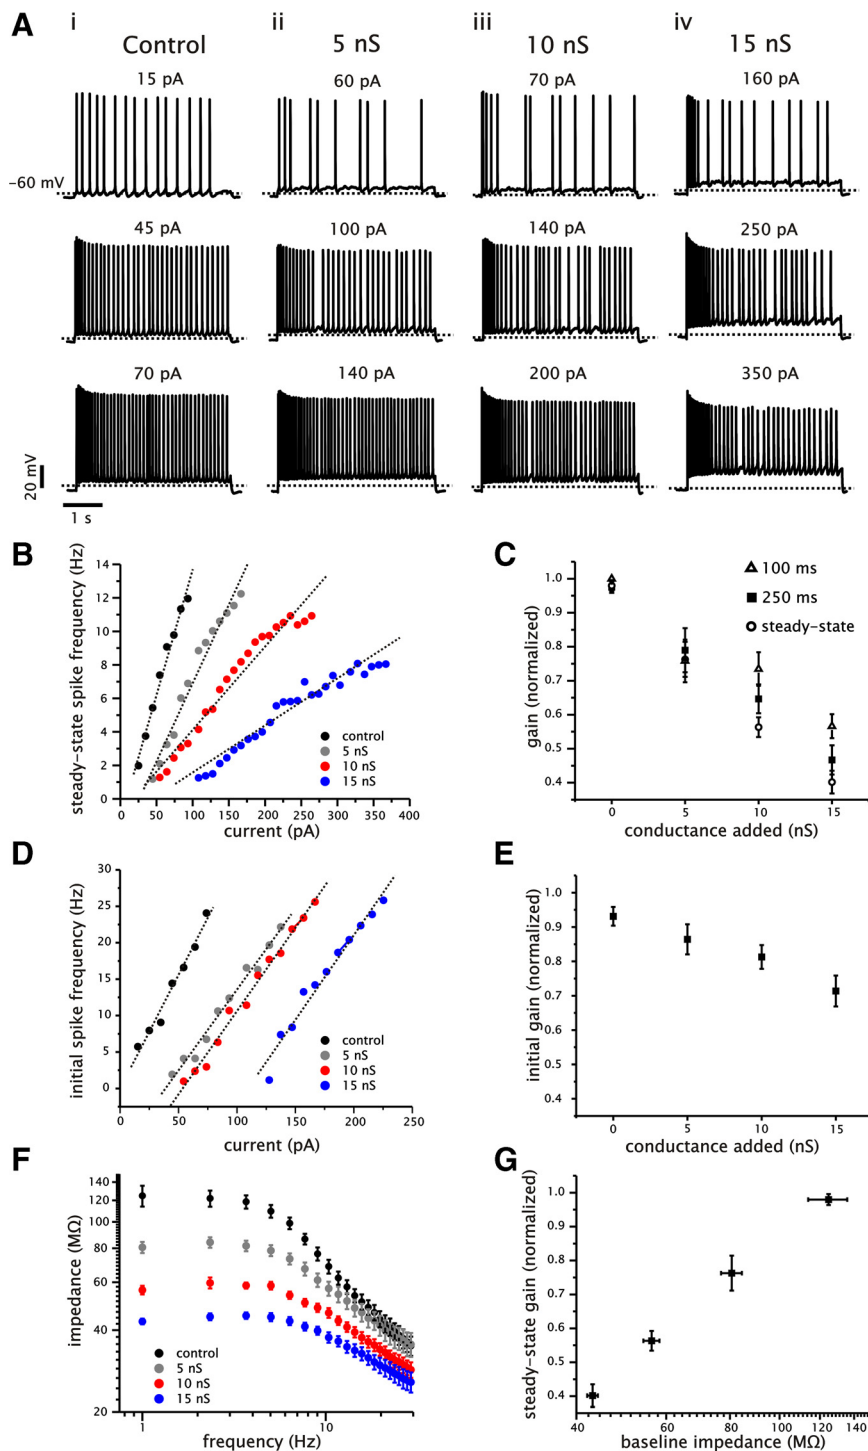 A
i ii iii iv
Control 5 nS 10 nS 15 nS
15 pA 60 pA 70 pA 160 pA
−60 mV
45 pA 100 pA 140 pA 250 pA
70 pA 140 pA 200 pA 350 pA
20 mV
1 s
B
steady-state spike frequency (Hz)
14
12
10
8
6
4
2
0
control
5 nS
10 nS
15 nS
0 50 100 150 200 250 300 350 400
current (pA)
C
gain (normalized)
1.0
0.9
0.8
0.7
0.6
0.5
0.4
100 ms
250 ms
steady-state
0 5 10 15
conductance added (nS)
D
initial spike frequency (Hz)
30
25
20
15
10
5
0
control
5 nS
10 nS
15 nS
0 50 100 150 200 250
current (pA)
E
initial gain (normalized)
1.0
0.9
0.8
0.7
0.6
0.5
0.4
0 5 10 15
conductance added (nS)
F
impedance (MΩ)
140
120
100
80
60
40
20
control
5 nS
10 nS
15 nS
1 10
frequency (Hz)
G
steady-state gain (normalized)
1.0
0.9
0.8
0.7
0.6
0.5
0.4
40 60 80 100 120 140
baseline impedance (MΩ)